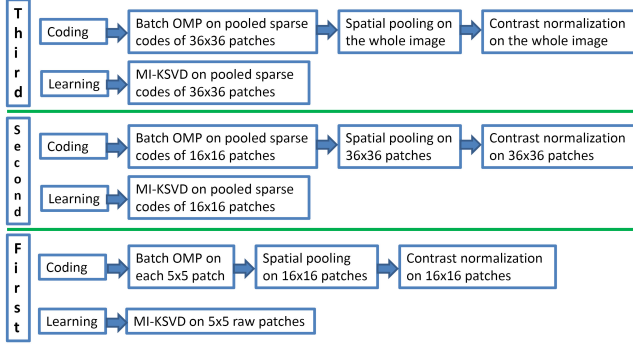 Third
Coding
Batch OMP on pooled sparse
codes of 36x36 patches
Spatial pooling on
the whole image
Contrast normalization
on the whole image
Learning
MI-KSVD on pooled sparse
codes of 36x36 patches
Second
Coding
Batch OMP on pooled sparse
codes of 16x16 patches
Spatial pooling on
36x36 patches
Contrast normalization
on 36x36 patches
Learning
MI-KSVD on pooled sparse
codes of 16x16 patches
First
Coding
Batch OMP on
each 5x5 patch
Spatial pooling
on 16x16 patches
Contrast normalization
on 16x16 patches
Learning
MI-KSVD on 5x5 raw patches